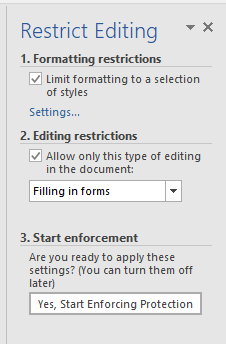 Restrict Editing
1. Formatting restrictions
Limit formatting to a selection
of styles
Settings...
2. Editing restrictions
Allow only this type of editing
in the document:
Filling in forms
3. Start enforcement
Are you ready to apply these
settings? (You can turn them off
later)
Yes, Start Enforcing Protection